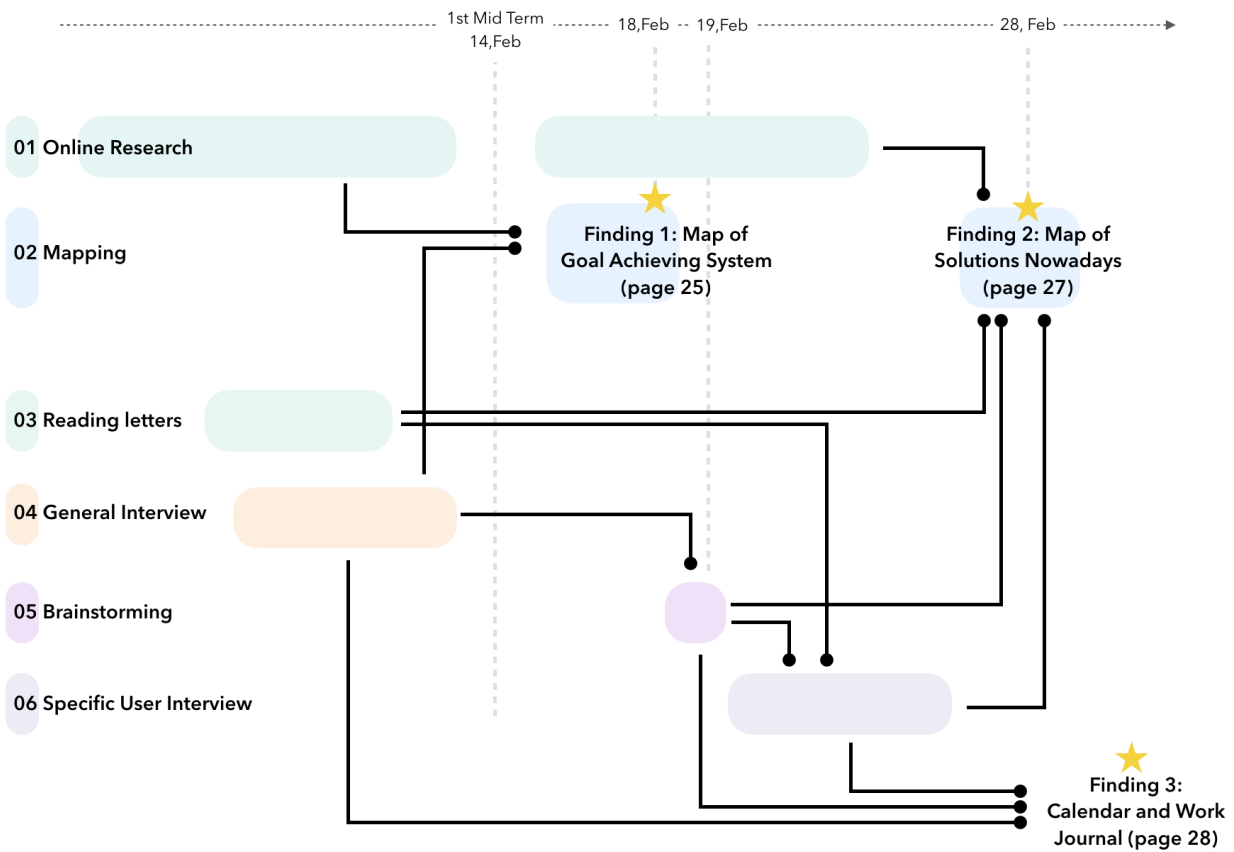 1st Mid Term
14,Feb
18,Feb
19,Feb
28, Feb
01 Online Research
02 Mapping
Finding 1: Map of
Goal Achieving System
(page 25)
Finding 2: Map of
Solutions Nowadays
(page 27)
03 Reading letters
04 General Interview
05 Brainstorming
06 Specific User Interview
Finding 3:
Calendar and Work
Journal (page 28)